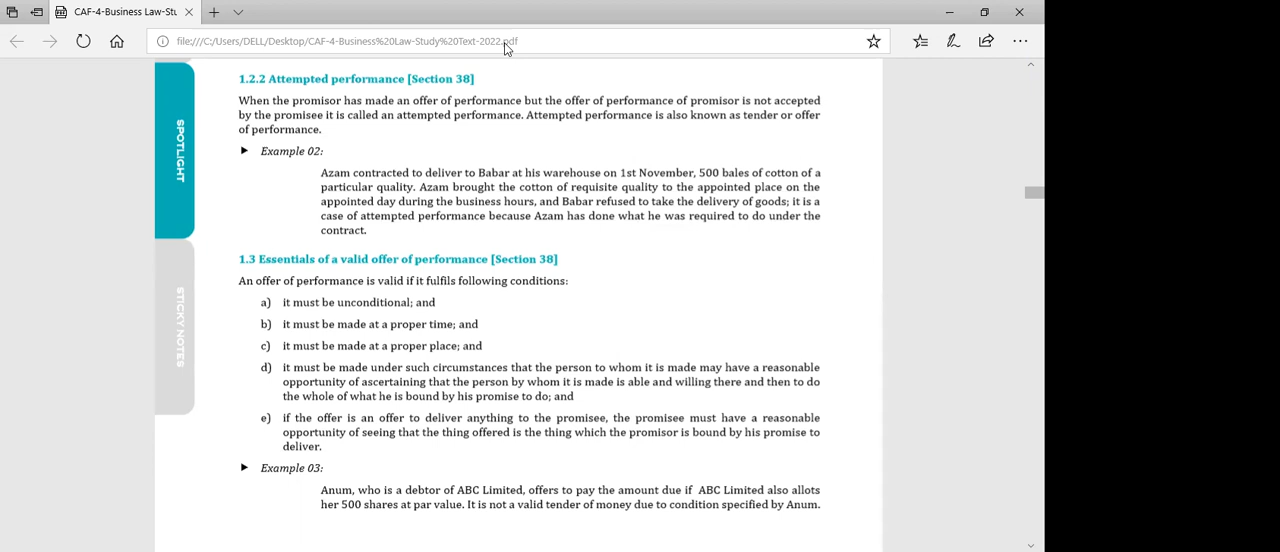 CAF-4-Business Law-Stu
file:///C:/Users/DELL/Desktop/CAF-4-Business%20Law-Study%20Text-2022.pdf
SPOTLIGHT
STICKY NOTES
1.2.2 Attempted performance [Section 38]
When the promisor has made an offer of performance but the offer of performance of promisor is not accepted
by the promisee it is called an attempted performance. Attempted performance is also known as tender or offer
of performance.
Example 02:
Azam contracted to deliver to Babar at his warehouse on 1st November, 500 bales of cotton of a
particular quality. Azam brought the cotton of requisite quality to the appointed place on the
appointed day during the business hours, and Babar refused to take the delivery of goods; it is a
case of attempted performance because Azam has done what he was required to do under the
contract.
1.3 Essentials of a valid offer of performance [Section 38]
An offer of performance is valid if it fulfils following conditions:
a) it must be unconditional; and
b) it must be made at a proper time; and
c) it must be made at a proper place; and
d) it must be made under such circumstances that the person to whom it is made may have a reasonable
opportunity of ascertaining that the person by whom it is made is able and willing there and then to do
the whole of what he is bound by his promise to do; and
e) if the offer is an offer to deliver anything to the promisee, the promisee must have a reasonable
opportunity of seeing that the thing offered is the thing which the promisor is bound by his promise to
deliver.
Example 03:
Anum, who is a debtor of ABC Limited, offers to pay the amount due if ABC Limited also allots
her 500 shares at par value. It is not a valid tender of money due to condition specified by Anum.